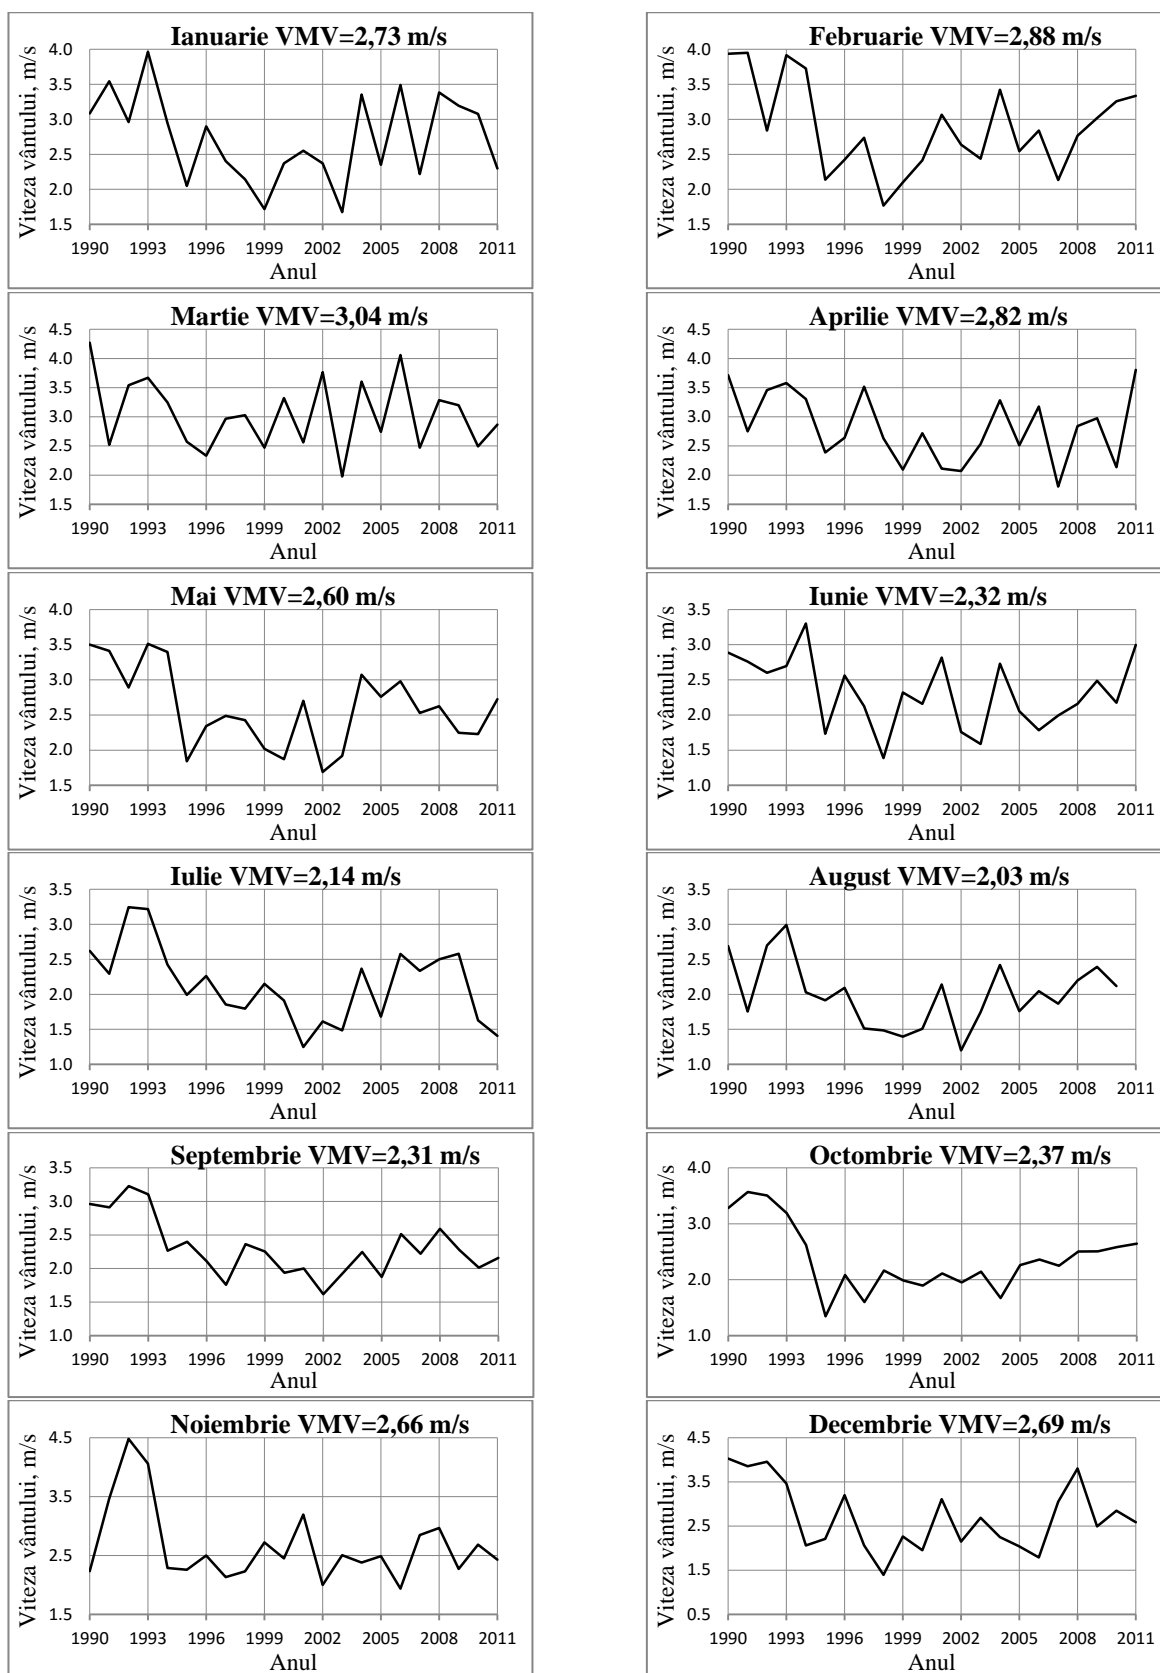 Ianuarie VMV=2,73 m/s
Viteza vântului, m/s
4.0
3.5
3.0
2.5
2.0
1.5
1990 1993 1996 1999 2002 2005 2008 2011
Anul
Februarie VMV=2,88 m/s
Viteza vântului, m/s
4.0
3.5
3.0
2.5
2.0
1.5
1990 1993 1996 1999 2002 2005 2008 2011
Anul
Martie VMV=3,04 m/s
Viteza vântului, m/s
4.5
4.0
3.5
3.0
2.5
2.0
1.5
1990 1993 1996 1999 2002 2005 2008 2011
Anul
Aprilie VMV=2,82 m/s
Viteza vântului, m/s
4.5
4.0
3.5
3.0
2.5
2.0
1.5
1990 1993 1996 1999 2002 2005 2008 2011
Anul
Mai VMV=2,60 m/s
Viteza vântului, m/s
4.0
3.5
3.0
2.5
2.0
1.5
1990 1993 1996 1999 2002 2005 2008 2011
Anul
Iunie VMV=2,32 m/s
Viteza vântului, m/s
3.5
3.0
2.5
2.0
1.5
1.0
1990 1993 1996 1999 2002 2005 2008 2011
Anul
Iulie VMV=2,14 m/s
Viteza vântului, m/s
3.5
3.0
2.5
2.0
1.5
1.0
1990 1993 1996 1999 2002 2005 2008 2011
Anul
August VMV=2,03 m/s
Viteza vântului, m/s
3.5
3.0
2.5
2.0
1.5
1.0
1990 1993 1996 1999 2002 2005 2008 2011
Anul
Septembrie VMV=2,31 m/s
Viteza vântului, m/s
3.5
3.0
2.5
2.0
1.5
1.0
1990 1993 1996 1999 2002 2005 2008 2011
Anul
Octombrie VMV=2,37 m/s
Viteza vântului, m/s
4.0
3.0
2.0
1.0
1990 1993 1996 1999 2002 2005 2008 2011
Anul
Noiembrie VMV=2,66 m/s
Viteza vântului, m/s
4.5
3.5
2.5
1.5
1990 1993 1996 1999 2002 2005 2008 2011
Anul
Decembrie VMV=2,69 m/s
Viteza vântului, m/s
4.5
3.5
2.5
1.5
0.5
1990 1993 1996 1999 2002 2005 2008 2011
Anul